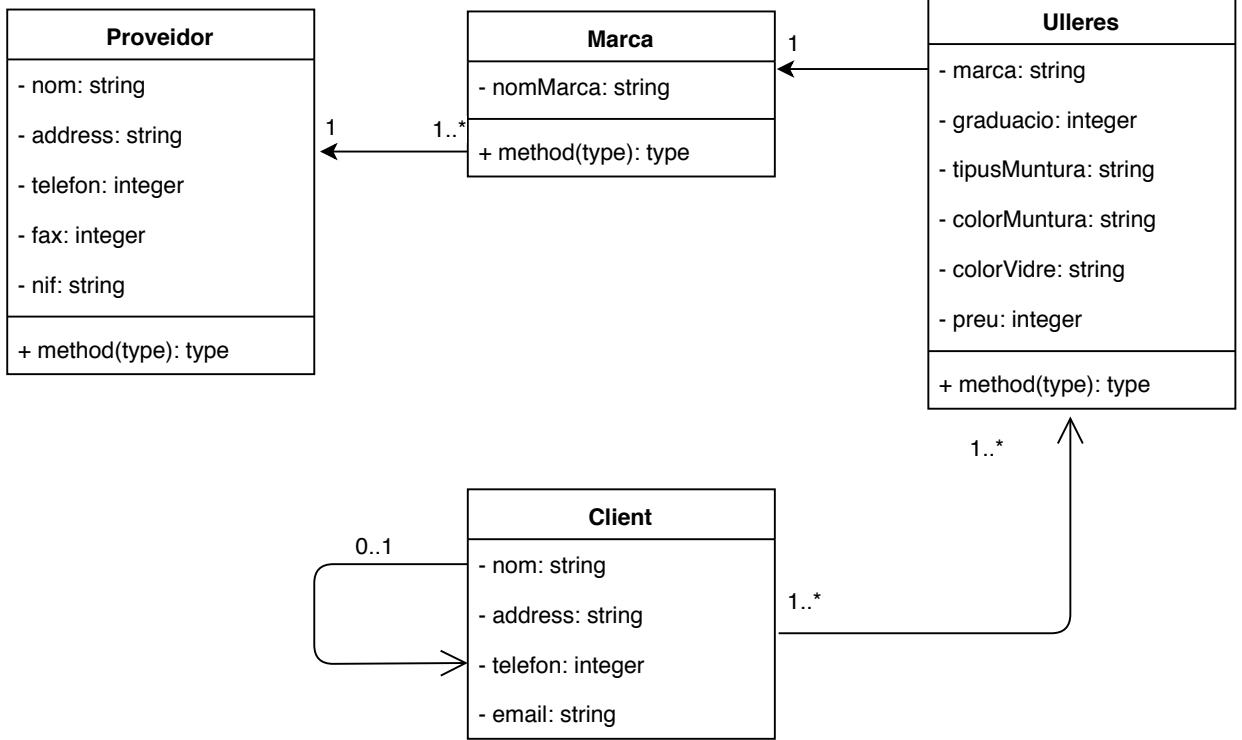 Proveidor
- nom: string
- address: string
- telefon: integer
- fax: integer
- nif: string
+ method(type): type
1
1..*
Marca
- nomMarca: string
+ method(type): type
1
Ulleres
- marca: string
- graduacio: integer
- tipusMuntura: string
- colorMuntura: string
- colorVidre: string
- preu: integer
+ method(type): type
1..*
Client
- nom: string
- address: string
- telefon: integer
- email: string
0..1
1..*